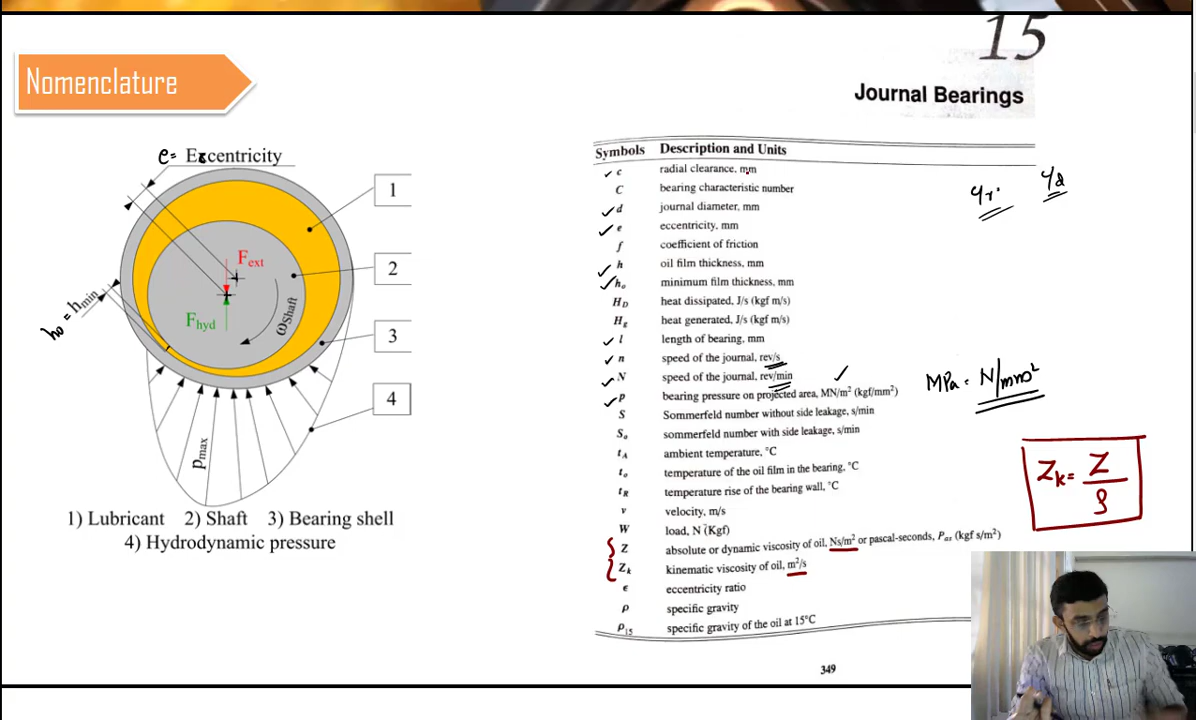 15
Nomenclature
Journal Bearings
e = Excentricity
1
2
3
4
Fext
Fhyd
ωShaft
h0 = hmin
pmax
1) Lubricant 2) Shaft 3) Bearing shell
4) Hydrodynamic pressure
Symbols Description and Units
✓ c radial clearance, mm
C bearing characteristic number
✓ d journal diameter, mm
✓ e eccentricity, mm
f coefficient of friction
✓ h oil film thickness, mm
✓ ho minimum film thickness, mm
HD heat dissipated, J/s (kgf m/s)
Hg heat generated, J/s (kgf m/s)
✓ l length of bearing, mm
✓ n speed of the journal, rev/s
✓ N speed of the journal, rev/min
✓ p bearing pressure on projected area, MN/m² (kgf/mm²)
S Sommerfeld number without side leakage, s/min
So sommerfeld number with side leakage, s/min
tA ambient temperature, °C
to temperature of the oil film in the bearing, °C
tR temperature rise of the bearing wall, °C
v velocity, m/s
W load, N (Kgf)
Z absolute or dynamic viscosity of oil, Ns/m² or pascal-seconds, Pas (kgf s/m²)
Zk kinematic viscosity of oil, m²/s
ϵ eccentricity ratio
ρ specific gravity
P15 specific gravity of the oil at 15°C
349
MPa = N/mm²
Zk = Z / ρ